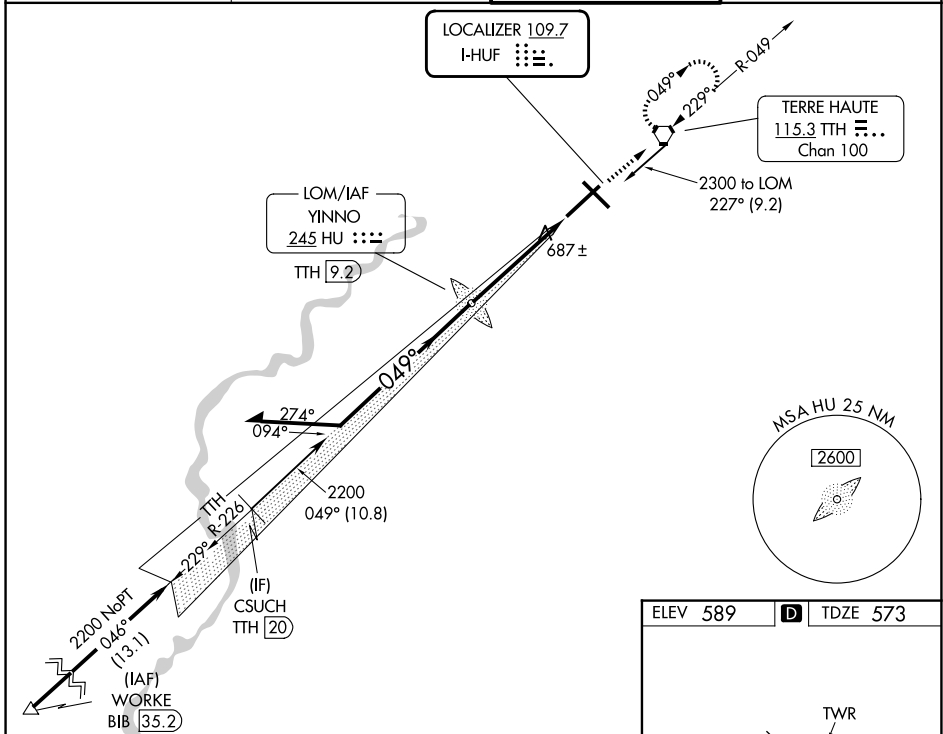 LOCALIZER 109.7
I-HUF
049°
229°
R-049
TERRE HAUTE
115.3 TTH
Chan 100
2300 to LOM
227° (9.2)
LOM/IAF
YINNO
245 HU
TTH 9.2
687 ±
049°
274°
094°
2200
049° (10.8)
TTH
R-226
229°
(IF)
CSUCH
TTH 20
2200 NoPT
046°
(13.1)
(IAF)
WORKE
BIB 35.2
MSA HU 25 NM
2600
ELEV 589 D TDZE 573
TWR